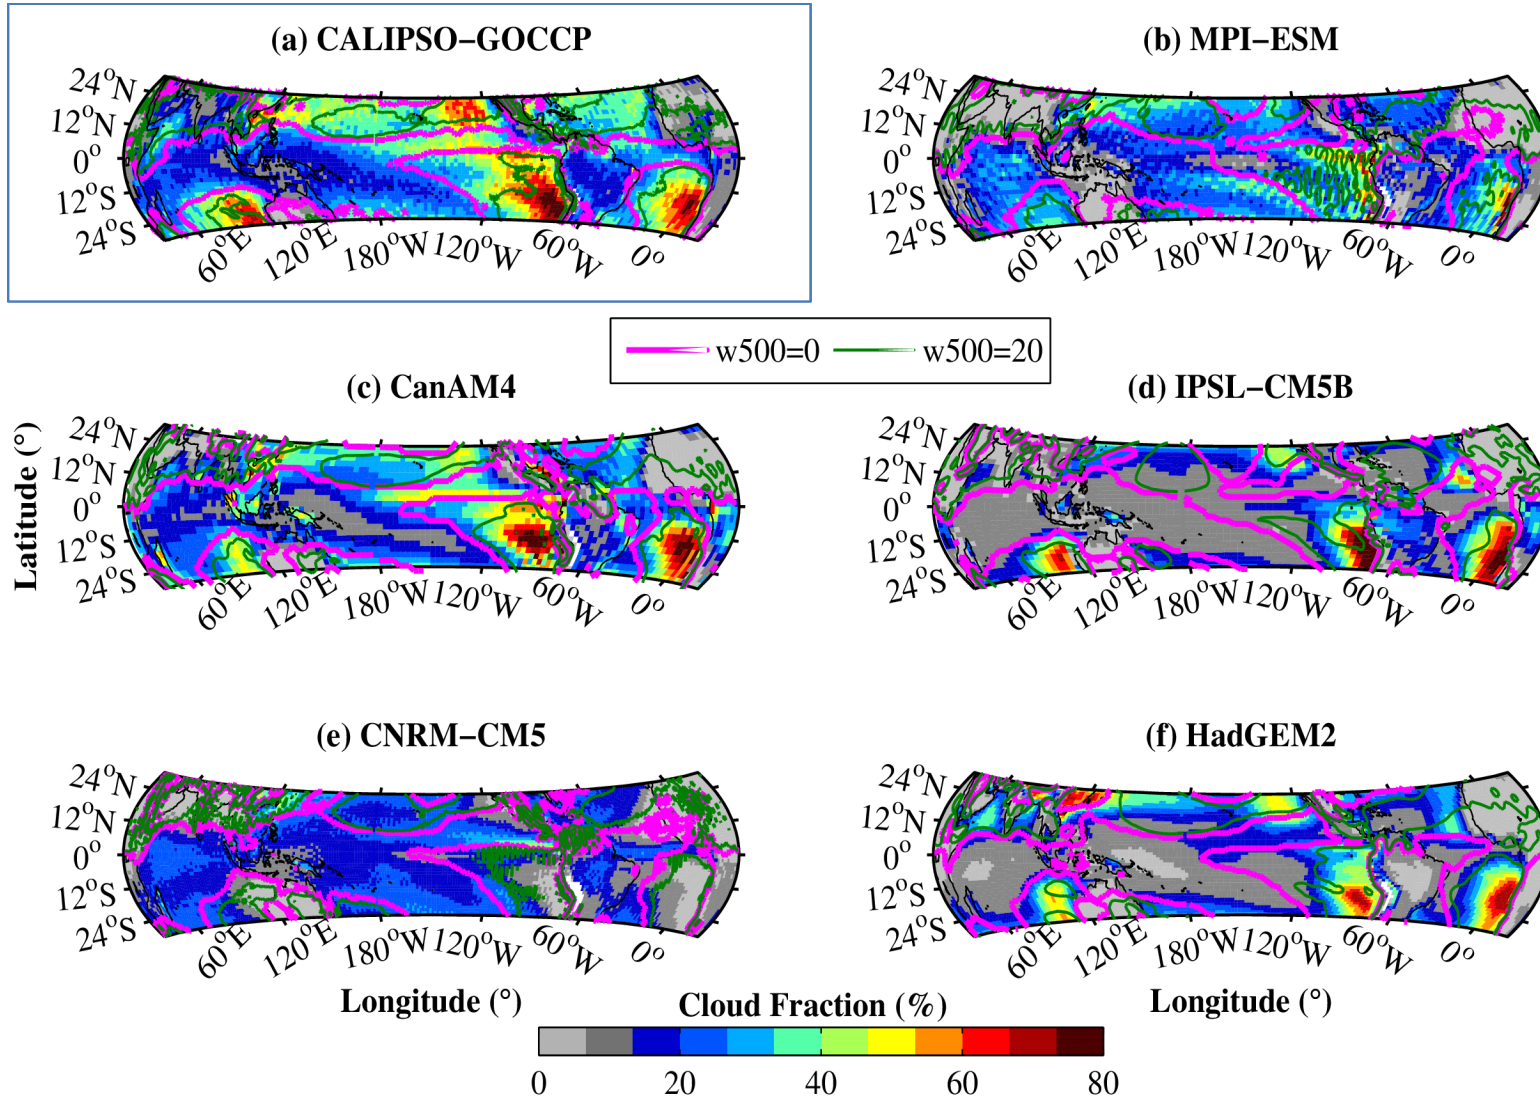 (a) CALIPSO−GOCCP
24°N
12°N
0°
12°S
24°S
60°E
120°E
180°W
120°W
60°W
0°
(b) MPI−ESM
24°N
12°N
0°
12°S
24°S
60°E
120°E
180°W
120°W
60°W
0°
w500=0
w500=20
(c) CanAM4
24°N
12°N
0°
12°S
24°S
60°E
120°E
180°W
120°W
60°W
0°
(d) IPSL−CM5B
24°N
12°N
0°
12°S
24°S
60°E
120°E
180°W
120°W
60°W
0°
Latitude (°)
(e) CNRM−CM5
24°N
12°N
0°
12°S
24°S
60°E
120°E
180°W
120°W
60°W
0°
(f) HadGEM2
24°N
12°N
0°
12°S
24°S
60°E
120°E
180°W
120°W
60°W
0°
Longitude (°)
Longitude (°)
Cloud Fraction (%)
0
20
40
60
80